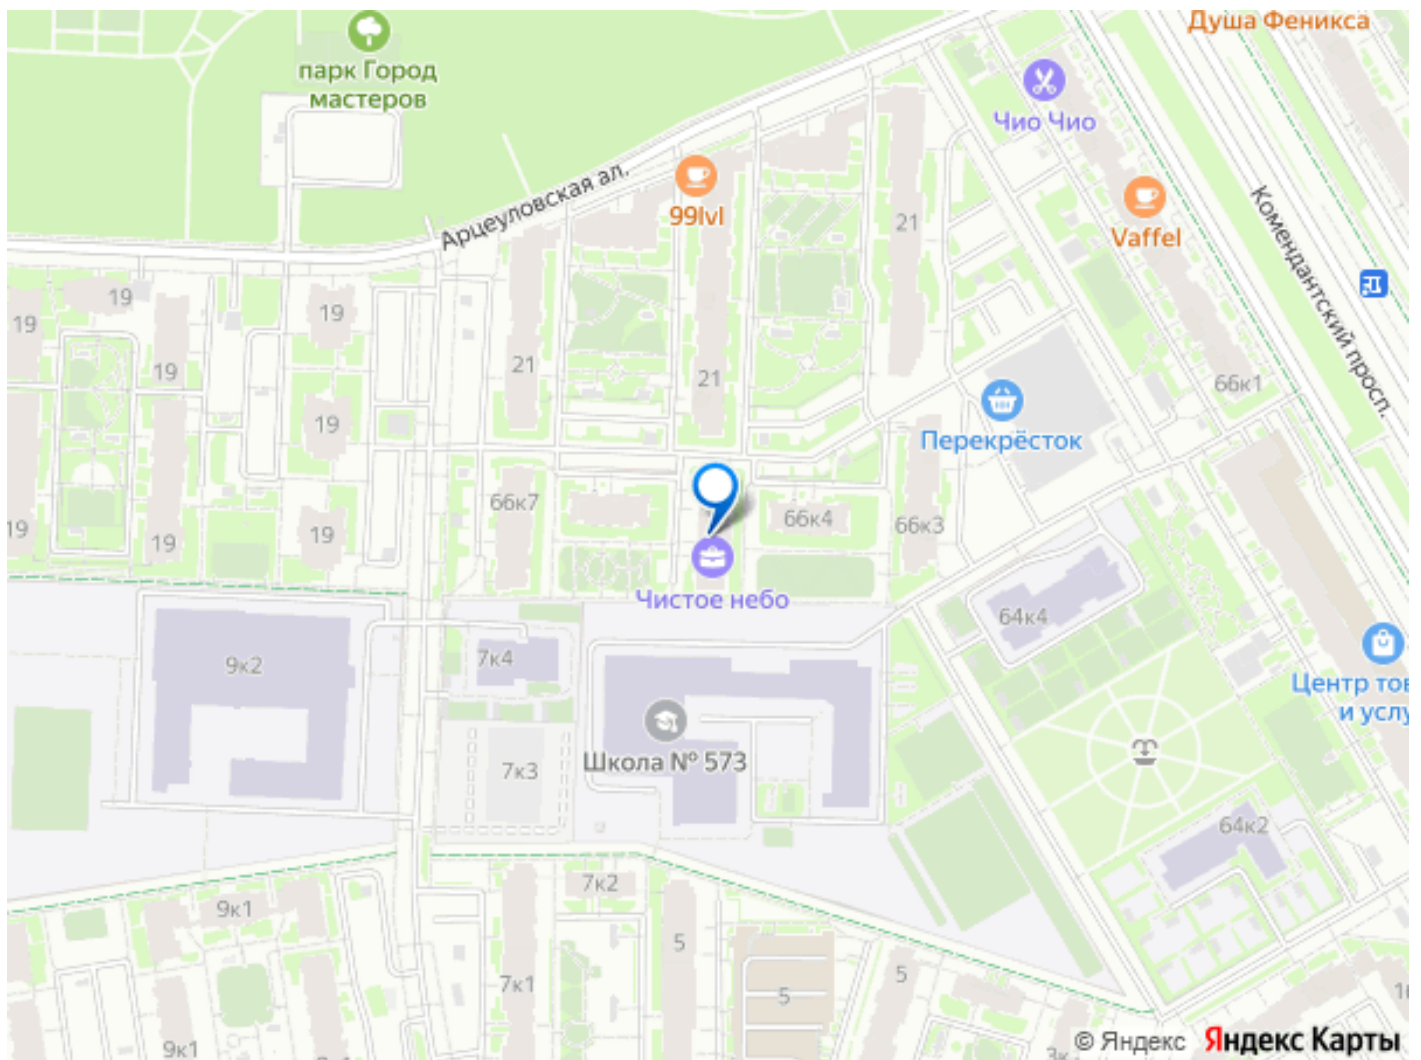 Душа Феникса
парк Город
мастеров
Чио Чио
Арцеуловская ал.
99lvl
Vaffel
Комендантский просп.
21
19
19
19
19
21
21
66к1
19
Перекрёсток
66к7
66к4
66к3
19
19
19
Чистое небо
64к4
9к2
7к4
Центр тов
и услу
Школа № 573
7к3
64к2
7к2
9к1
5
7к1
5
5
9к1
© Яндекс Яндекс Карты